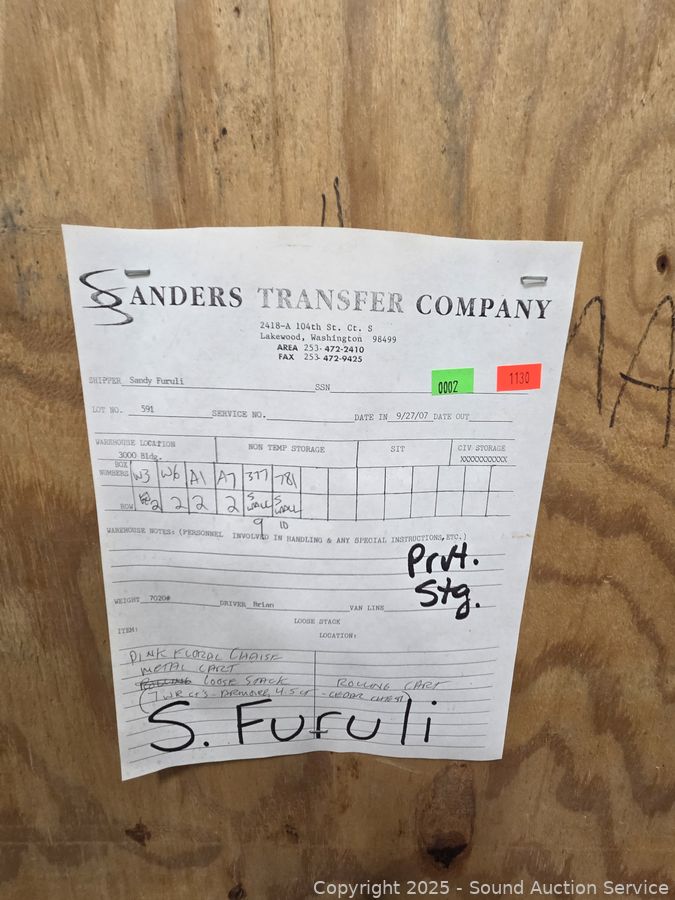 SANDERS TRANSFER COMPANY
2418-A 104th St. Ct. S
Lakewood, Washington 98499
AREA 253-472-2410
FAX 253-472-9425
SHIPPER Sandy Furuli SSN
0002
1130
LOT NO. 591 SERVICE NO. DATE IN 9/27/07 DATE OUT
WAREHOUSE LOCATION NON TEMP STORAGE SIT CIV STORAGE
3000 Bldg. XXXXXXXXXXX
BOX
NUMBERS W3 W6 A1 A7 377 781
ROW 2 2 2 2 S WALL S WALL
9 10
WAREHOUSE NOTES: (PERSONNEL INVOLVED IN HANDLING & ANY SPECIAL INSTRUCTIONS, ETC.)
Prvt.
Stg.
WEIGHT 7020# DRIVER Brian VAN LINE
LOOSE STACK
ITEM: LOCATION:
PINK FLORAL CHAISE
METAL CART
LOOSE STACK ROLLING CART
- CEDAR CHEST)
S. Furuli
Copyright 2025 - Sound Auction Service